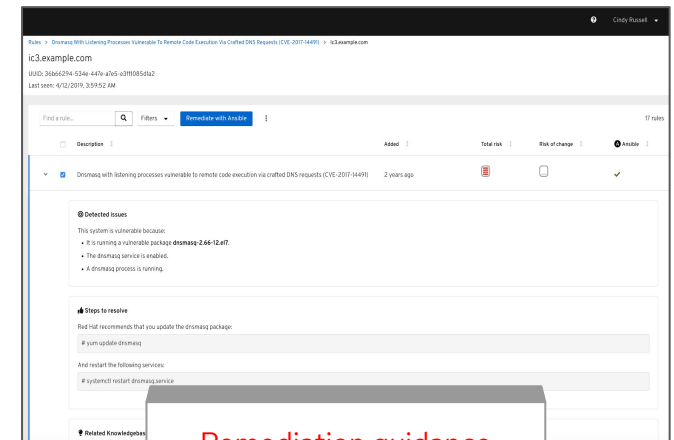 Cindy Russell
Rules > Dnsmasq With Listening Processes Vulnerable To Remote Code Execution Via Crafted DNS Requests (CVE-2017-14491) > ic3.example.com
ic3.example.com
UUID: 36b66294-534e-447e-a7e5-e3f1f085d1a2
Last seen: 4/12/2019, 3:59:52 AM
Find a rule... Filters Remediate with Ansible 17 rules
Description Added Total risk Risk of change Ansible
Dnsmasq with listening processes vulnerable to remote code execution via crafted DNS requests (CVE-2017-14491) 2 years ago
Detected issues
This system is vulnerable because:
• It is running a vulnerable package dnsmasq-2.66-12.el7.
• The dnsmasq service is enabled.
• A dnsmasq process is running.
Steps to resolve
Red Hat recommends that you update the dnsmasq package:
# yum update dnsmasq
And restart the following services:
# systemctl restart dnsmasq.service
Related Knowledgebas
Remediation guidance